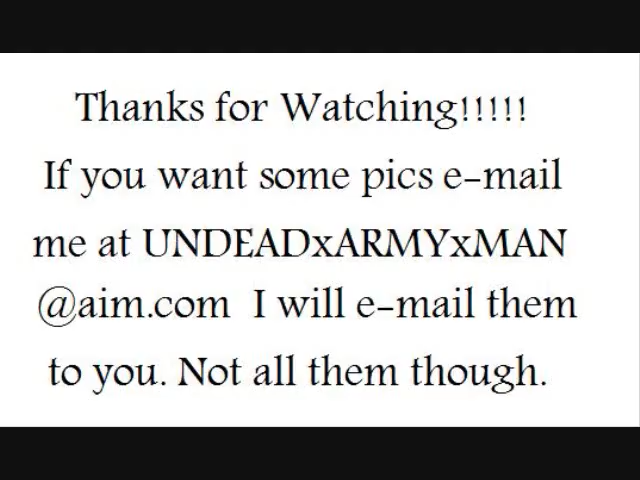 Thanks for Watching!!!!!
If you want some pics e-mail
me at UNDEADxARMYxMAN
@aim.com I will e-mail them
to you. Not all them though.